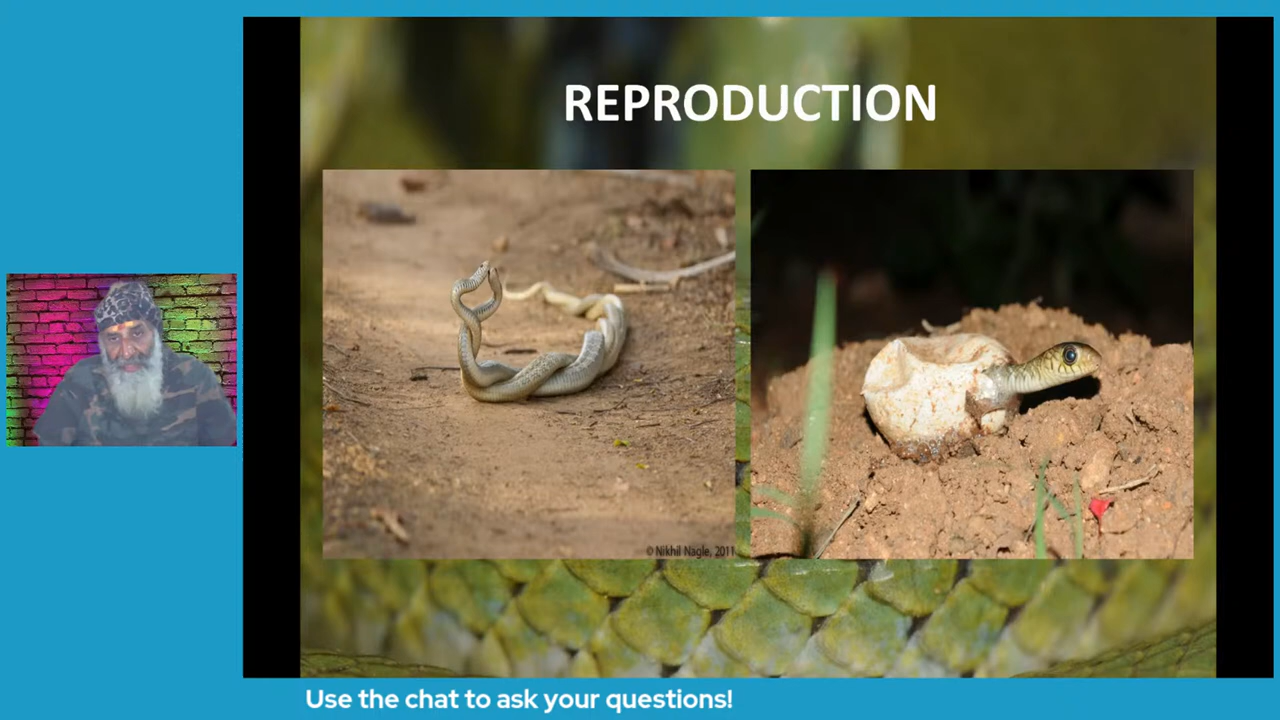 REPRODUCTION
© Nikhil Nagle, 2011
Use the chat to ask your questions!